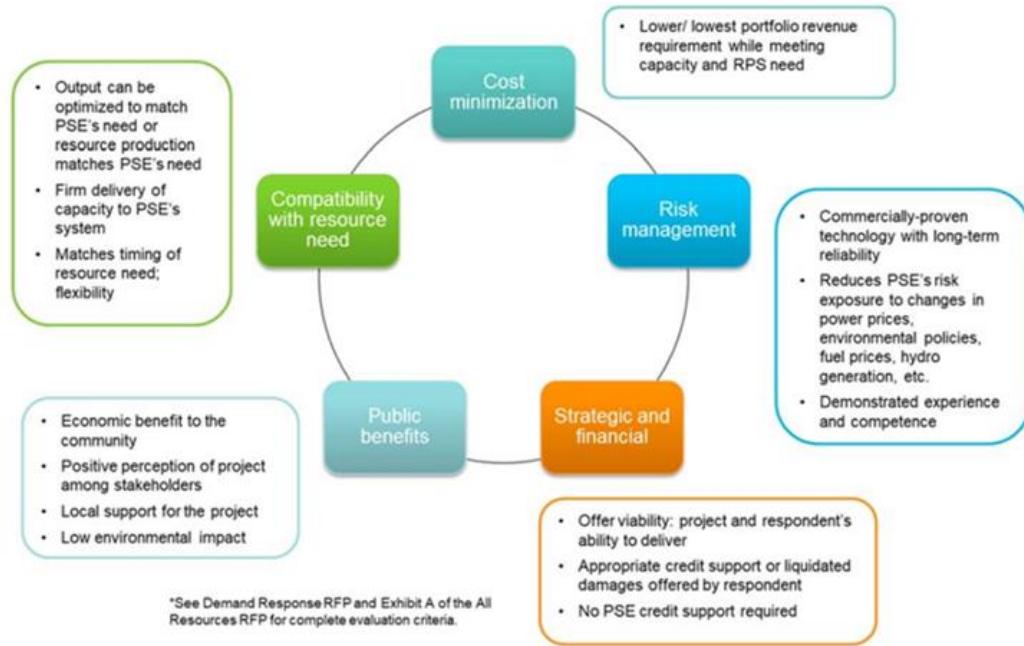 Cost
minimization
• Lower/ lowest portfolio revenue
requirement while meeting
capacity and RPS need
Risk
management
• Commercially-proven
technology with long-term
reliability
• Reduces PSE's risk
exposure to changes in
power prices,
environmental policies,
fuel prices, hydro
generation, etc.
• Demonstrated experience
and competence
Strategic and
financial
• Offer viability: project and respondent's
ability to deliver
• Appropriate credit support or liquidated
damages offered by respondent
• No PSE credit support required
Public
benefits
• Economic benefit to the
community
• Positive perception of project
among stakeholders
• Local support for the project
• Low environmental impact
Compatibility
with resource
need
• Output can be
optimized to match
PSE's need or
resource production
matches PSE's need
• Firm delivery of
capacity to PSE's
system
• Matches timing of
resource need;
flexibility
*See Demand Response RFP and Exhibit A of the All
Resources RFP for complete evaluation criteria.